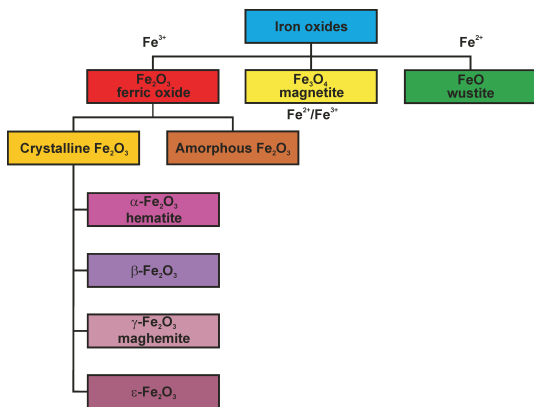 Iron oxides
Fe³⁺
Fe²⁺
Fe₂O₃
ferric oxide
Fe₃O₄
magnetite
FeO
wustite
Fe²⁺/Fe³⁺
Crystalline Fe₂O₃
Amorphous Fe₂O₃
α-Fe₂O₃
hematite
β-Fe₂O₃
γ-Fe₂O₃
maghemite
ε-Fe₂O₃